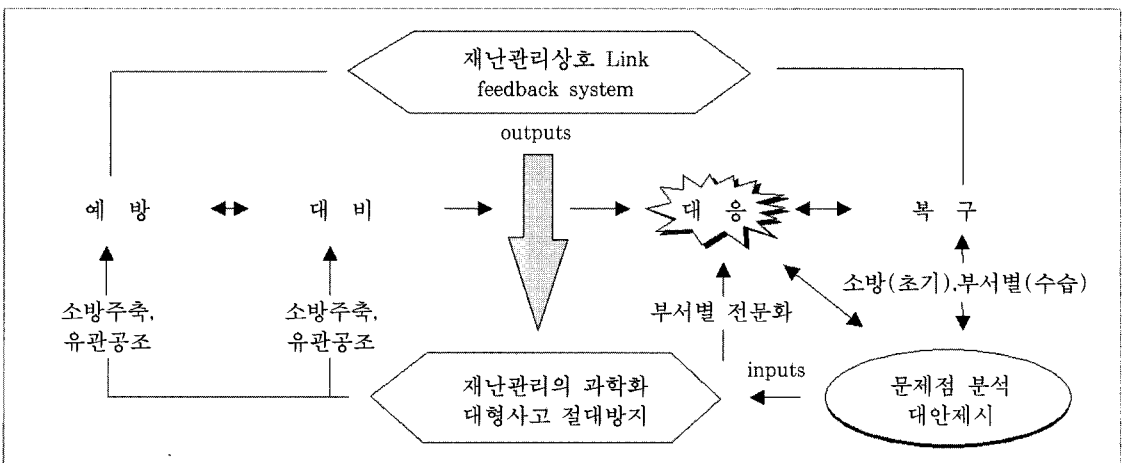 재난관리상호 Link
feedback system
outputs
예 방
대 비
대 응
복 구
소방주축,
유관공조
소방주축,
유관공조
부서별 전문화
소방(초기),부서별(수습)
재난관리의 과학화
대형사고 절대방지
inputs
문제점 분석
대안제시